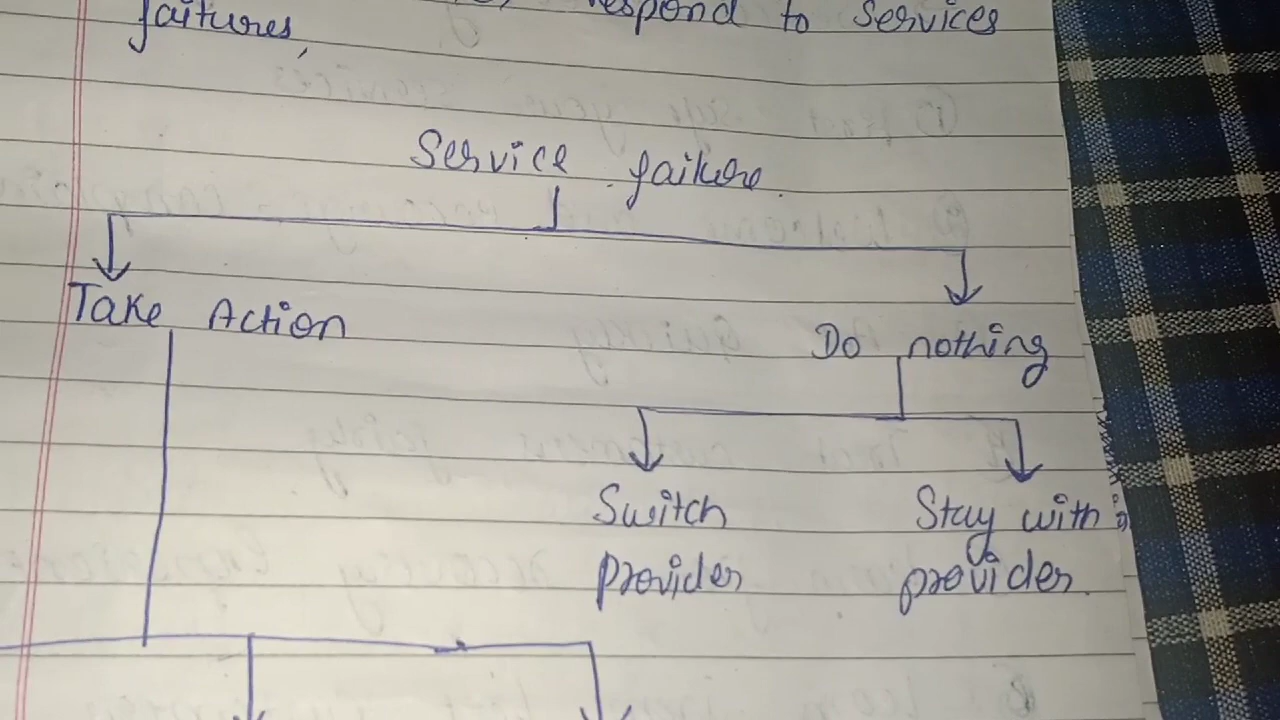 respond to services
failures,
Service failure.
Take Action
Do nothing
Switch
Stay with
provider
provider.